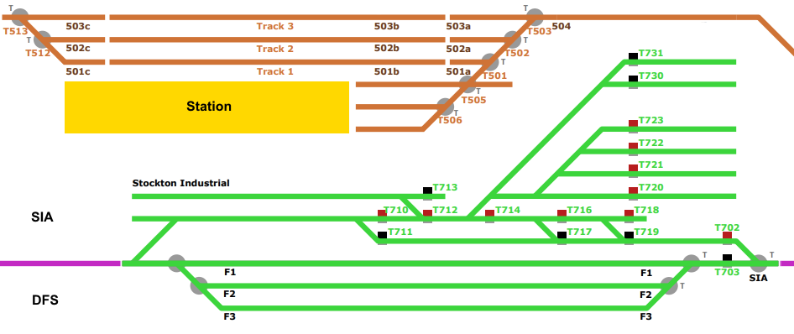 T
T513
503c
Track 3
503b
503a
T
T503
504
T
T512
502c
Track 2
502b
502a
T
T502
501c
Track 1
501b
501a
T
T501
T
T505
T
T506
Station
T731
T730
T723
T722
T721
T720
Stockton Industrial
T713
SIA
T710
T712
T714
T716
T718
T711
T717
T719
T702
T
T703
T
SIA
F1
F1
DFS
F2
F2
T
F3
F3